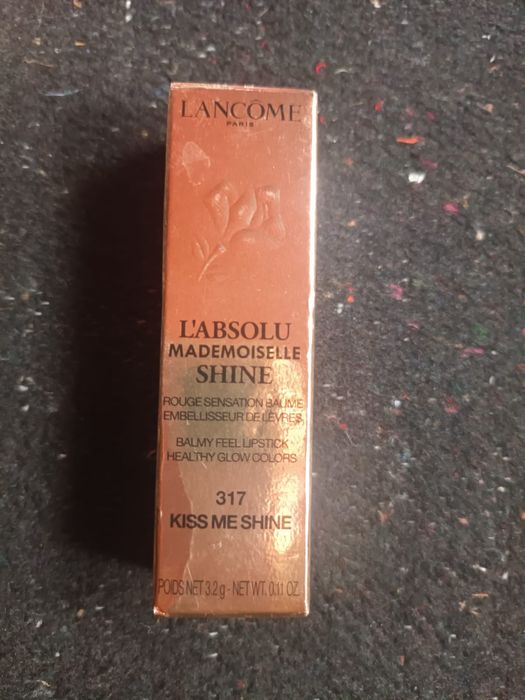 LANCÔME
PARIS
L'ABSOLU
MADEMOISELLE
SHINE
ROUGE SENSATION BAUME
EMBELLISSEUR DE LÈVRES
BALMY FEEL LIPSTICK
HEALTHY GLOW COLORS
317
KISS ME SHINE
POIDS NET 3.2 g - NET WT. 0.11 OZ.